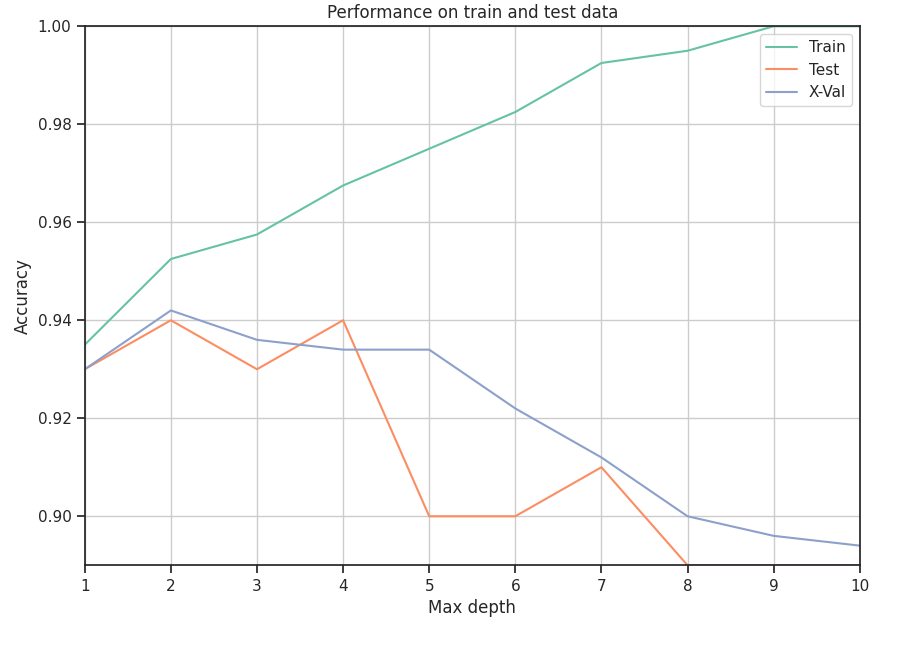 Performance on train and test data
1.00
0.98
0.96
0.94
0.92
0.90
Accuracy
Train
Test
X-Val
1 2 3 4 5 6 7 8 9 10
Max depth